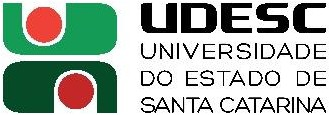 UDESC
UNIVERSIDADE
DO ESTADO DE
SANTA CATARINA